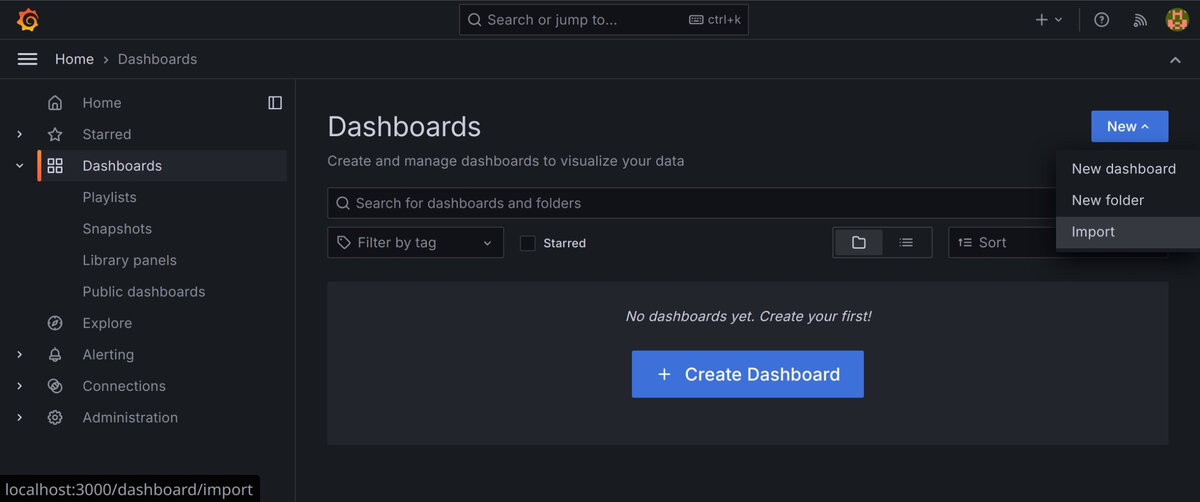 Search or jump to... ctrl+k
Home › Dashboards
Home
Starred
Dashboards
Playlists
Snapshots
Library panels
Public dashboards
Explore
Alerting
Connections
Administration
Dashboards
Create and manage dashboards to visualize your data
New
New dashboard
New folder
Import
Search for dashboards and folders
Filter by tag
Starred
Sort
No dashboards yet. Create your first!
+ Create Dashboard
localhost:3000/dashboard/import